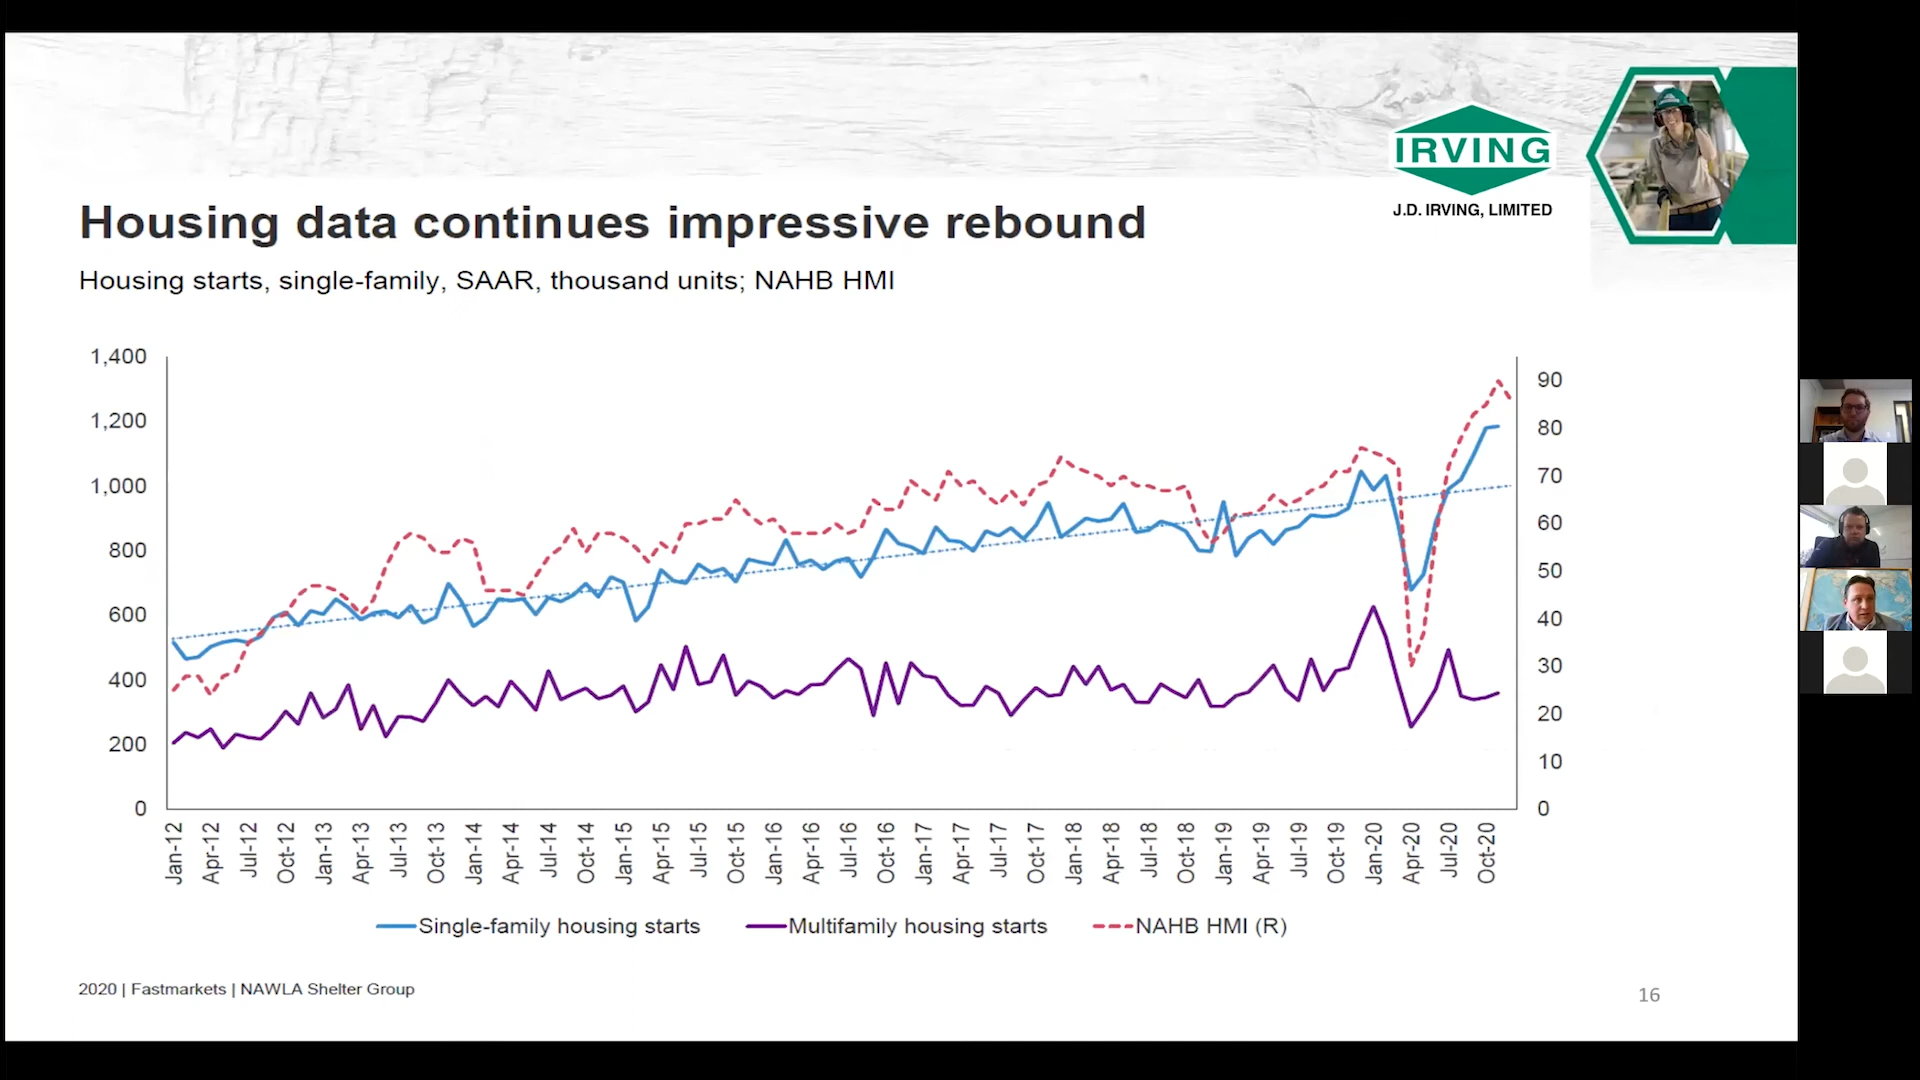 IRVING
J.D. IRVING, LIMITED
Housing data continues impressive rebound
Housing starts, single-family, SAAR, thousand units; NAHB HMI
1,400
1,200
1,000
800
600
400
200
0
90
80
70
60
50
40
30
20
10
0
Jan-12
Apr-12
Jul-12
Oct-12
Jan-13
Apr-13
Jul-13
Oct-13
Jan-14
Apr-14
Jul-14
Oct-14
Jan-15
Apr-15
Jul-15
Oct-15
Jan-16
Apr-16
Jul-16
Oct-16
Jan-17
Apr-17
Jul-17
Oct-17
Jan-18
Apr-18
Jul-18
Oct-18
Jan-19
Apr-19
Jul-19
Oct-19
Jan-20
Apr-20
Jul-20
Oct-20
Single-family housing starts
Multifamily housing starts
NAHB HMI (R)
2020 | Fastmarkets | NAWLA Shelter Group
16